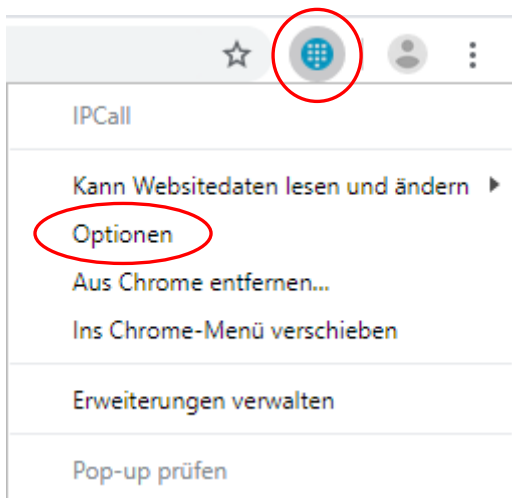 IPCall
Kann Websitedaten lesen und ändern
Optionen
Aus Chrome entfernen...
Ins Chrome-Menü verschieben
Erweiterungen verwalten
Pop-up prüfen